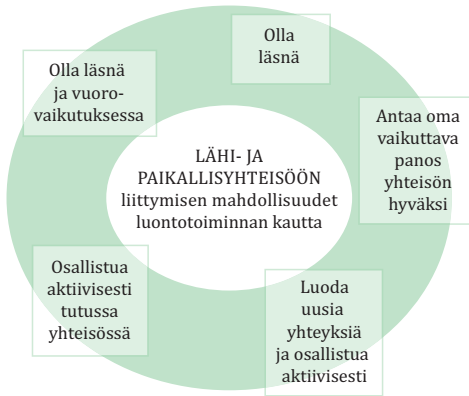 Olla
läsnä
Olla läsnä
ja vuoro-
vaikutuksessa
Antaa oma
vaikuttava
panos
yhteisön
hyväksi
LÄHI- JA
PAIKALLISYHTEISÖÖN
liittymisen mahdollisuudet
luontotoiminnan kautta
Osallistua
aktiivisesti
tutussa
yhteisössä
Luoda
uusia
yhteyksiä
ja osallistua
aktiivisesti